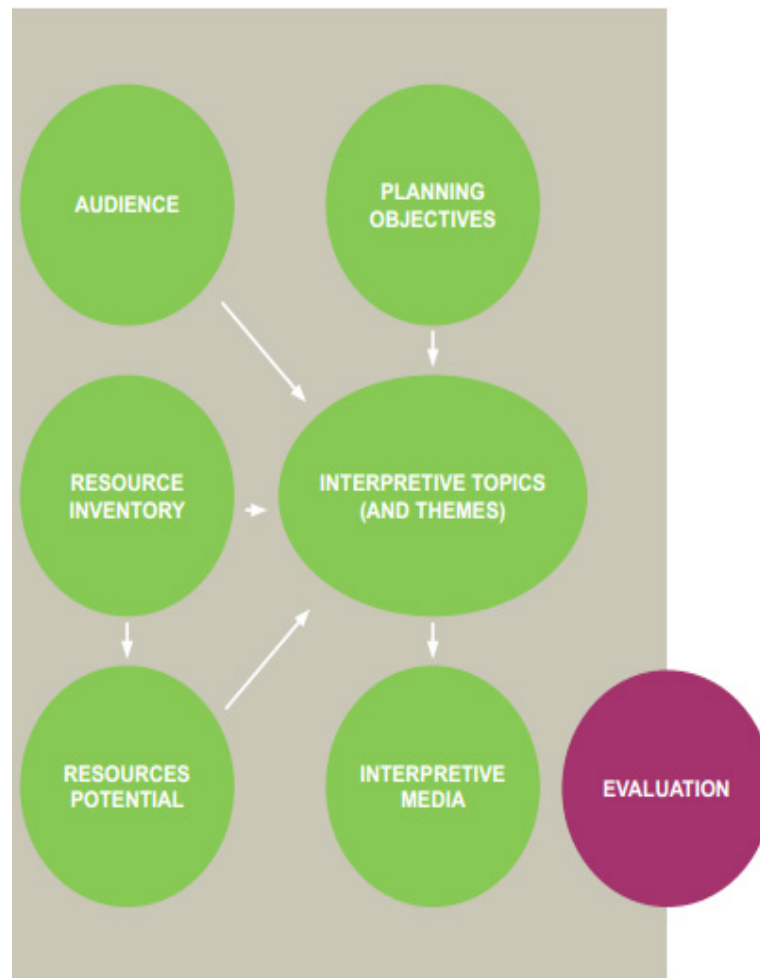 AUDIENCE
PLANNING
OBJECTIVES
RESOURCE
INVENTORY
INTERPRETIVE TOPICS
(AND THEMES)
RESOURCES
POTENTIAL
INTERPRETIVE
MEDIA
EVALUATION